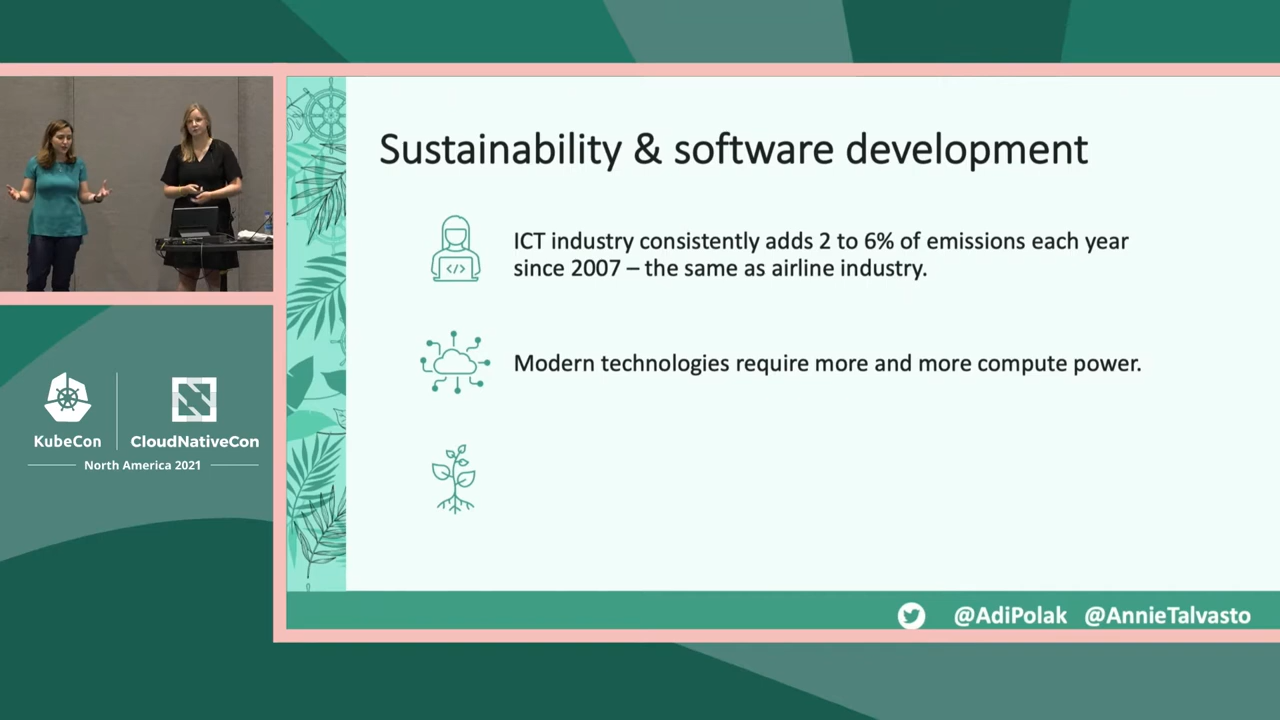 Sustainability & software development
ICT industry consistently adds 2 to 6% of emissions each year
since 2007 – the same as airline industry.
Modern technologies require more and more compute power.
</>
KubeCon
CloudNativeCon
North America 2021
@AdiPolak @AnnieTalvasto